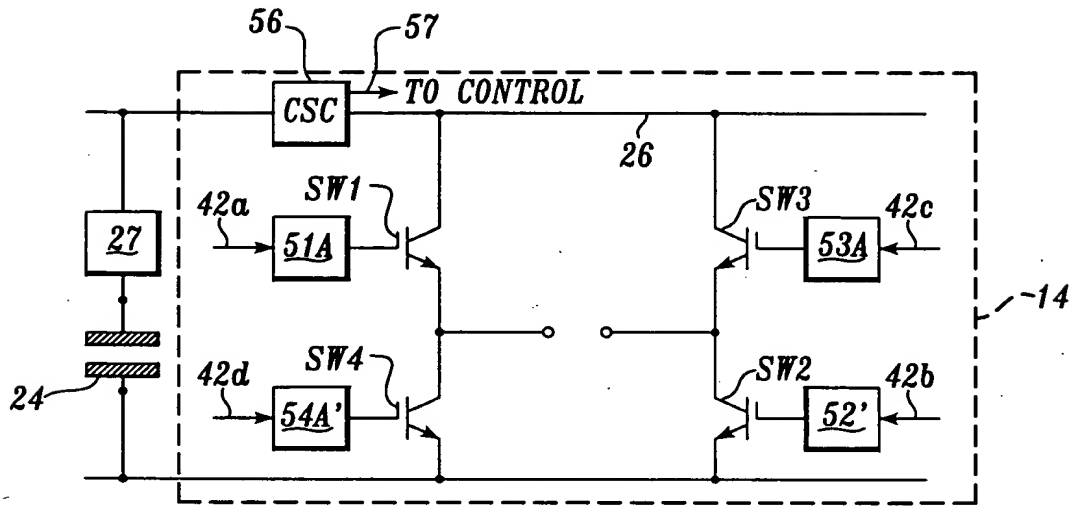 56
57
CSC
TO CONTROL
26
SW1
SW3
42a
42c
27
51A
53A
14
SW4
SW2
42d
42b
24
54A'
52'